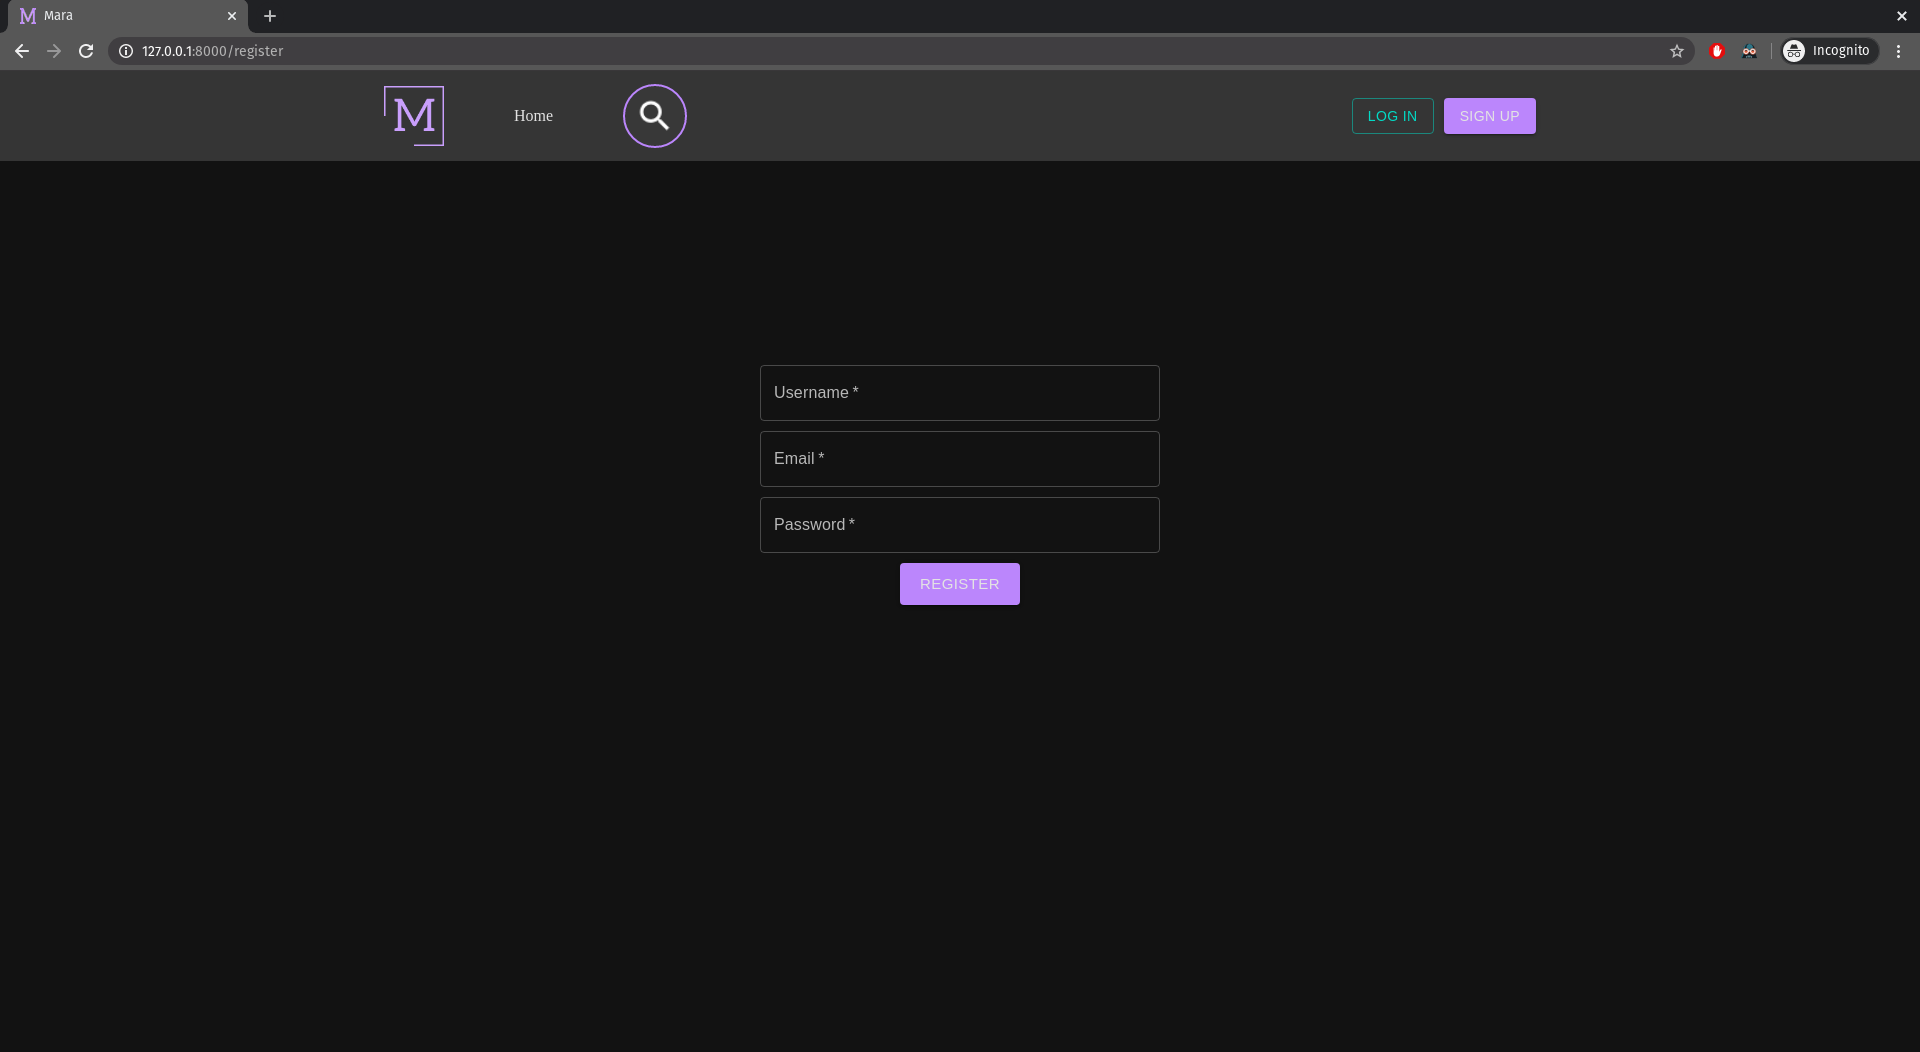 Mara
127.0.0.1:8000/register
Incognito
M
Home
LOG IN
SIGN UP
Username *
Email *
Password *
REGISTER